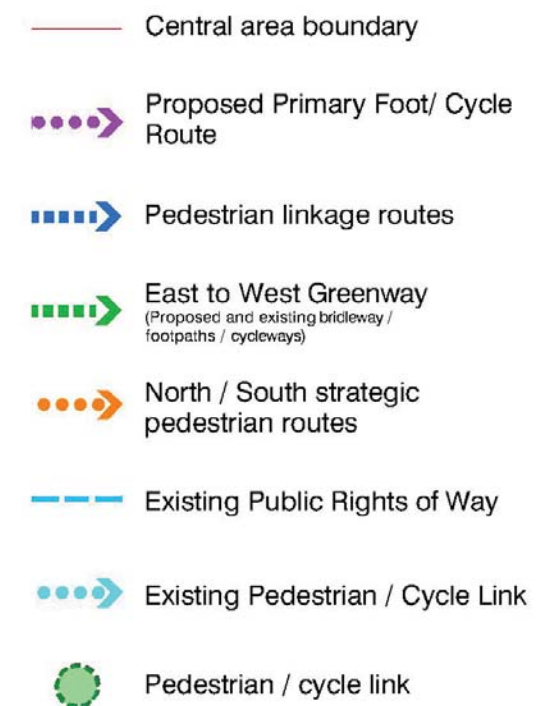 Central area boundary
Proposed Primary Foot/ Cycle
Route
Pedestrian linkage routes
East to West Greenway
(Proposed and existing bridleway /
footpaths / cycleways)
North / South strategic
pedestrian routes
Existing Public Rights of Way
Existing Pedestrian / Cycle Link
Pedestrian / cycle link